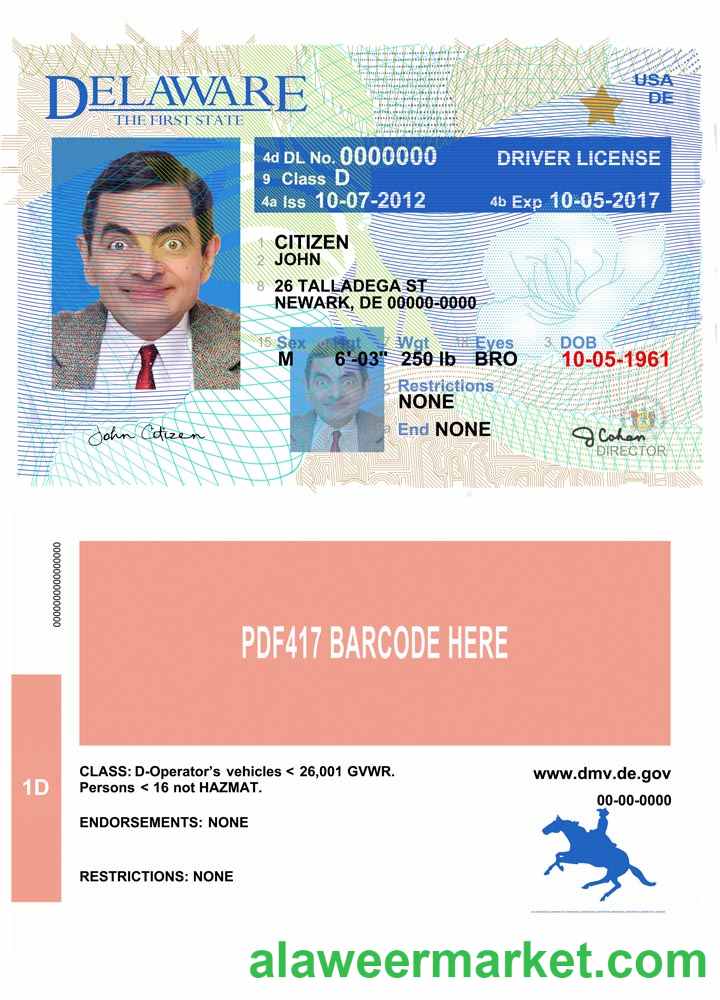 DELAWARE
THE FIRST STATE
USA
DE
4d DL No. 0000000
DRIVER LICENSE
9 Class D
4a Iss 10-07-2012
4b Exp 10-05-2017
1 CITIZEN
2 JOHN
8 26 TALLADEGA ST
NEWARK, DE 00000-0000
15 Sex Hgt 17 Wgt 18 Eyes 3 DOB
M 6'-03" 250 lb BRO 10-05-1961
Restrictions
NONE
End NONE
John Citizen
J Cohan
DIRECTOR
0000000000000000
PDF417 BARCODE HERE
1D
CLASS: D-Operator's vehicles < 26,001 GVWR.
Persons < 16 not HAZMAT.
ENDORSEMENTS: NONE
RESTRICTIONS: NONE
www.dmv.de.gov
00-00-0000
alaweermarket.com